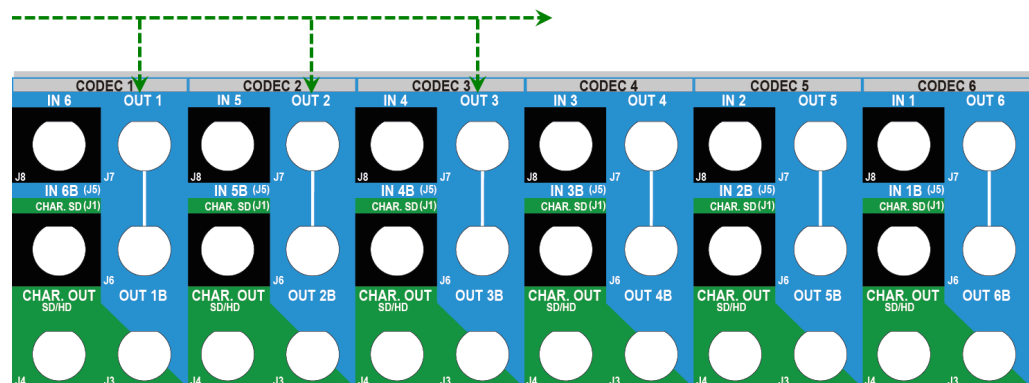 CODEC 1 CODEC 2 CODEC 3 CODEC 4 CODEC 5 CODEC 6
IN 6 OUT 1 IN 5 OUT 2 IN 4 OUT 3 IN 3 OUT 4 IN 2 OUT 5 IN 1 OUT 6
J8 J7 J8 J7 J8 J7 J8 J7 J8 J7 J8 J7
IN 6B (J5) IN 5B (J5) IN 4B (J5) IN 3B (J5) IN 2B (J5) IN 1B (J5)
CHAR. SD (J1) CHAR. SD (J1) CHAR. SD (J1) CHAR. SD (J1) CHAR. SD (J1) CHAR. SD (J1)
J6 J6 J6 J6 J6 J6
CHAR. OUT OUT 1B CHAR. OUT OUT 2B CHAR. OUT OUT 3B CHAR. OUT OUT 4B CHAR. OUT OUT 5B CHAR. OUT OUT 6B
SD/HD SD/HD SD/HD SD/HD SD/HD SD/HD
J4 J3 J4 J3 J4 J3 J4 J3 J4 J3 J4 J3